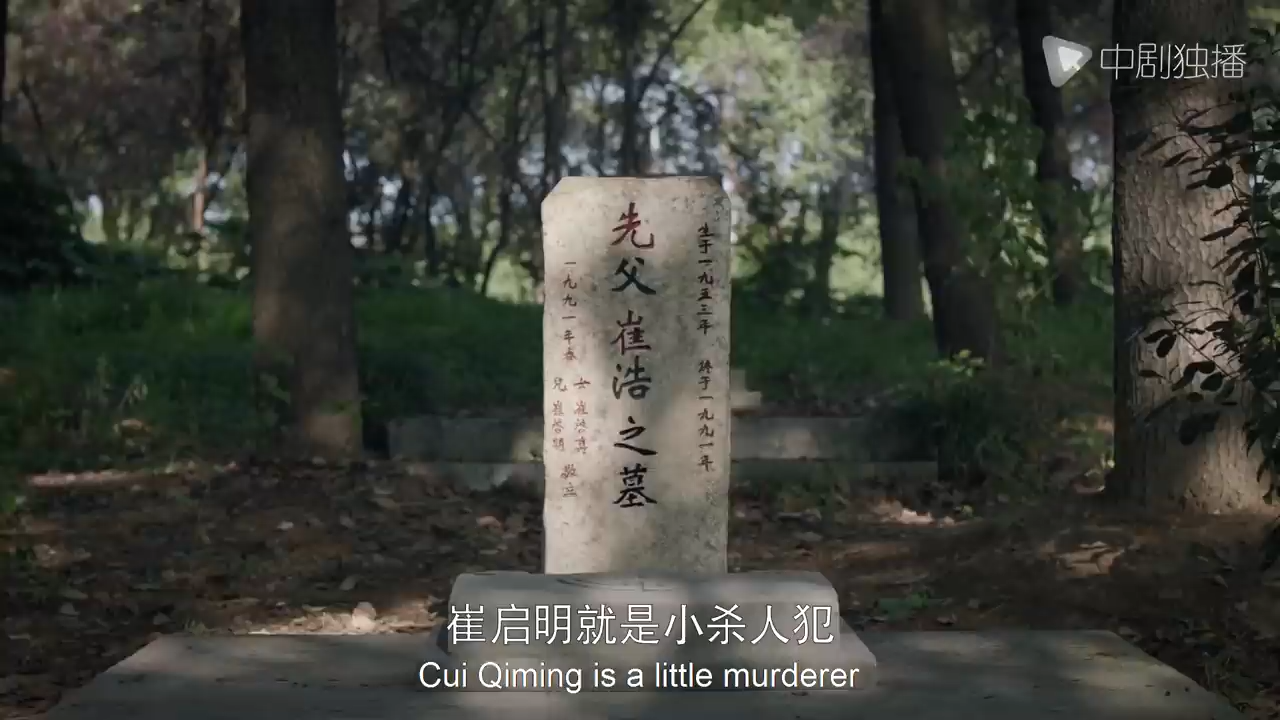 中剧独播
生于一九五三年 终于一九九一年
先父崔浩之墓
一九九一年春
敬立
崔启明就是小杀人犯
Cui Qiming is a little murderer